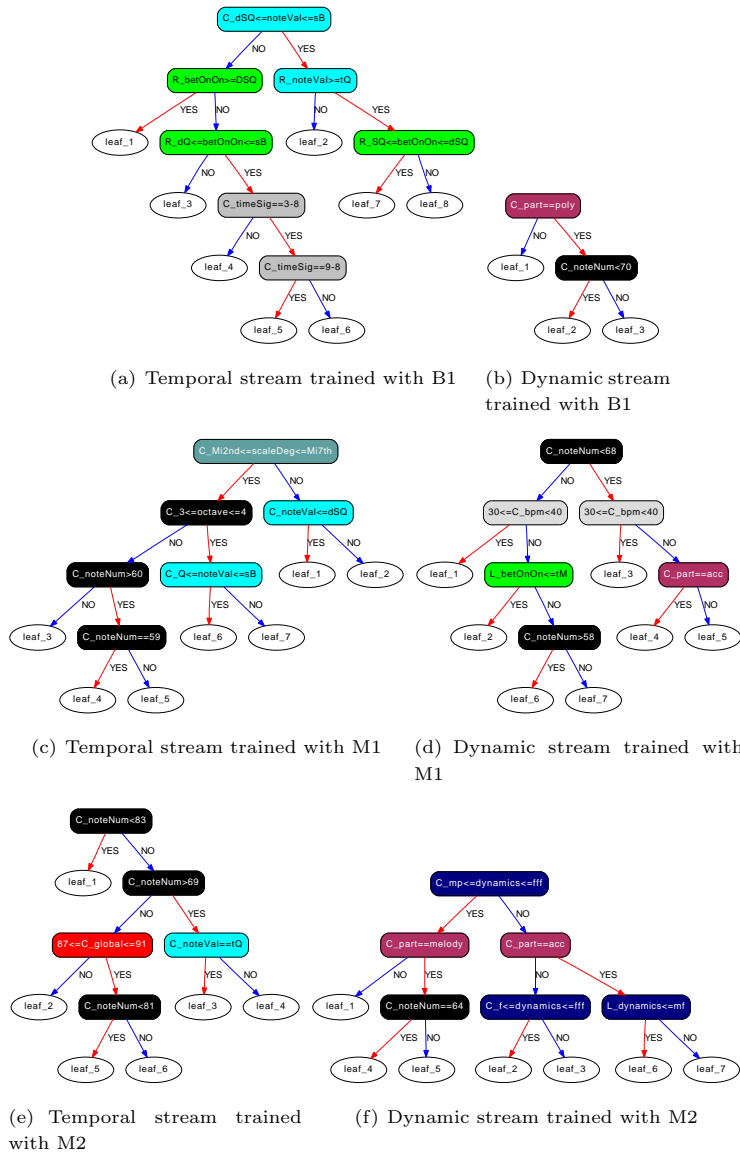 C_dSQ<=noteVal<=sB
NO YES
R_betOnOn>=DSQ R_noteVal>=tQ
YES NO NO YES
leaf_1 R_dQ<=betOnOn<=sB leaf_2 R_SQ<=betOnOn<=dSQ
NO YES YES NO
leaf_3 C_timeSig==3-8 leaf_7 leaf_8
NO YES
leaf_4 C_timeSig==9-8
YES NO
leaf_5 leaf_6
C_part==poly
NO YES
leaf_1 C_noteNum<70
YES NO
leaf_2 leaf_3
(a) Temporal stream trained with B1
(b) Dynamic stream
trained with B1
C_Mi2nd<=scaleDeg<=Mi7th
YES NO
C_3<=octave<=4 C_noteVal<=dSQ
NO YES YES NO
C_noteNum>60 C_Q<=noteVal<=sB leaf_1 leaf_2
NO YES YES NO
leaf_3 C_noteNum==59 leaf_6 leaf_7
YES NO
leaf_4 leaf_5
C_noteNum<68
NO YES
30<=C_bpm<40 30<=C_bpm<40
YES NO YES NO
leaf_1 L_betOnOn<=tM leaf_3 C_part==acc
YES NO YES NO
leaf_2 C_noteNum>58 leaf_4 leaf_5
YES NO
leaf_6 leaf_7
(c) Temporal stream trained with M1
(d) Dynamic stream trained with
M1
C_noteNum<83
YES NO
leaf_1 C_noteNum>69
NO YES
87<=C_global<=91 C_noteVal==tQ
NO YES YES NO
leaf_2 C_noteNum<81 leaf_3 leaf_4
YES NO
leaf_5 leaf_6
C_mp<=dynamics<=fff
YES NO
C_part==melody C_part==acc
NO YES NO YES
leaf_1 C_noteNum==64 C_f<=dynamics<=fff L_dynamics<=mf
YES NO YES NO YES NO
leaf_4 leaf_5 leaf_2 leaf_3 leaf_6 leaf_7
(e) Temporal stream trained
with M2
(f) Dynamic stream trained with M2